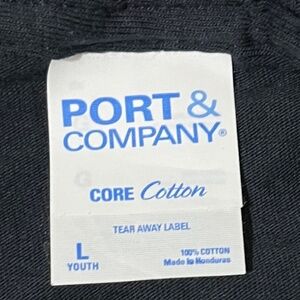 PORT &
COMPANY®
CORE Cotton
TEAR AWAY LABEL
L
YOUTH
100% COTTON
Made in Honduras